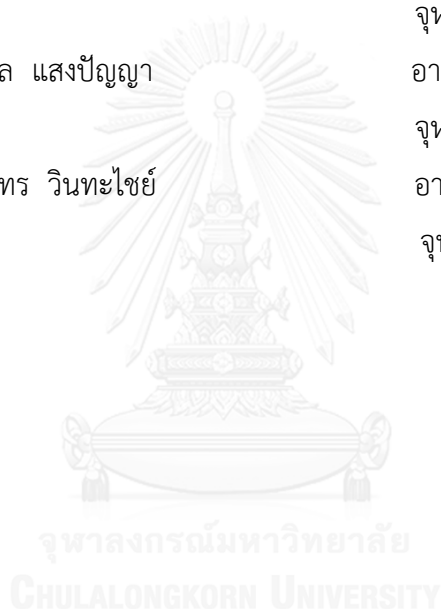 จุฬ
ล แสงปัญญา อา
จุฬ
ทร วินทะไชย์ อา
จุฬ
จุฬาลงกรณ์มหาวิทยาลัย
CHULALONGKORN UNIVERSITY